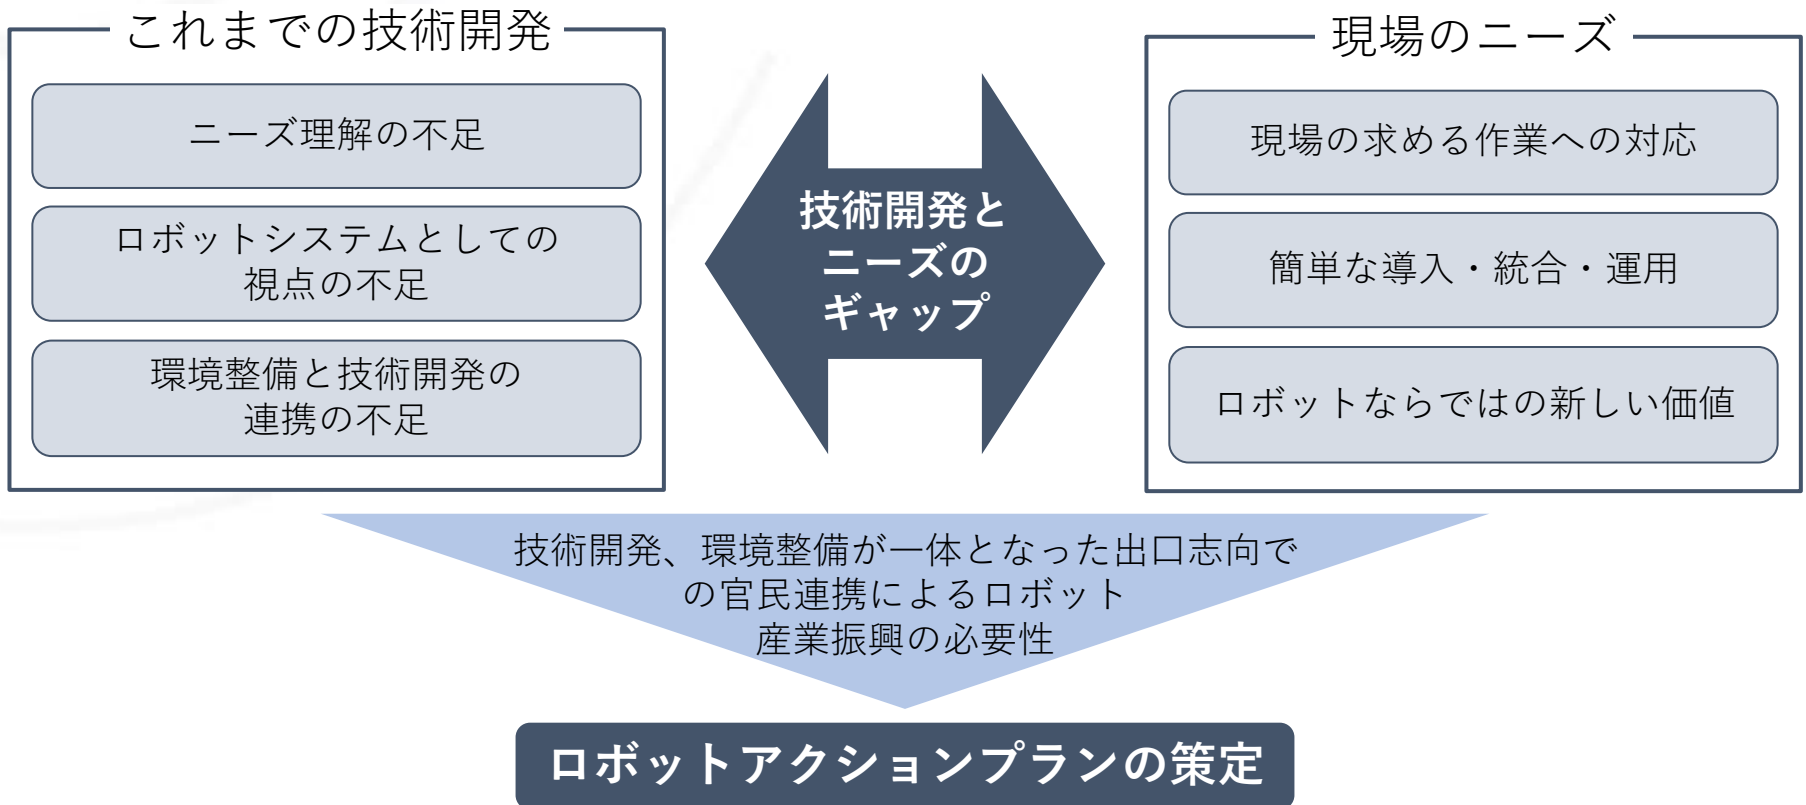 これまでの技術開発
ニーズ理解の不足
ロボットシステムとしての
視点の不足
環境整備と技術開発の
連携の不足
技術開発と
ニーズの
ギャップ
現場のニーズ
現場の求める作業への対応
簡単な導入・統合・運用
ロボットならではの新しい価値
技術開発、環境整備が一体となった出口志向で
の官民連携によるロボット
産業振興の必要性
ロボットアクションプランの策定